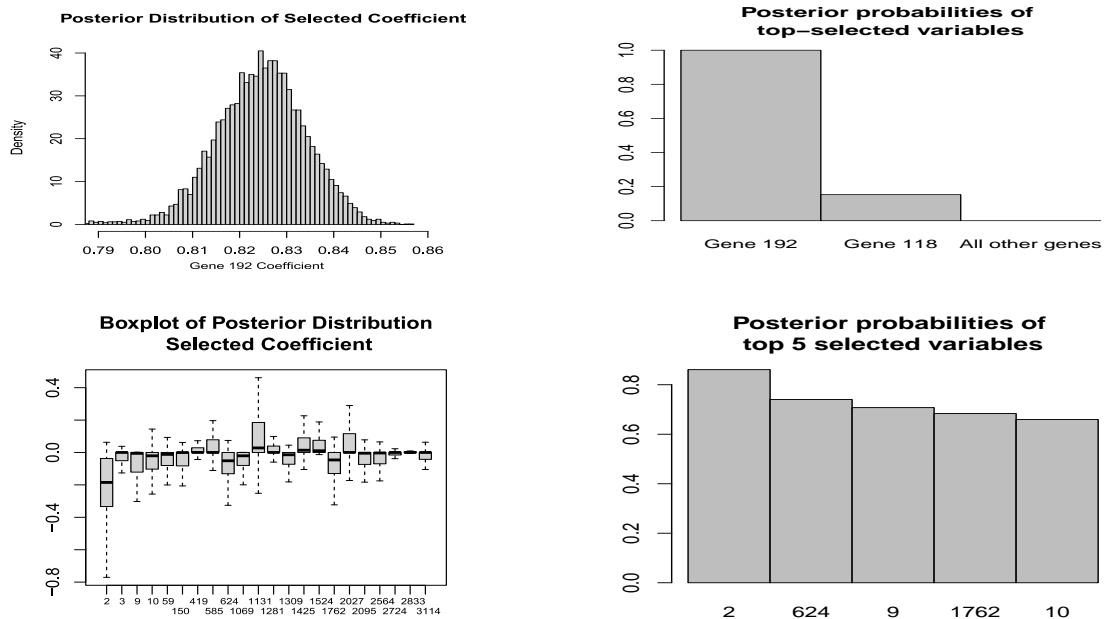 Posterior Distribution of Selected Coefficient
Density
40
30
20
10
0
0.79 0.80 0.81 0.82 0.83 0.84 0.85 0.86
Gene 192 Coefficient
Posterior probabilities of
top−selected variables
1.0
0.8
0.6
0.4
0.2
0.0
Gene 192 Gene 118 All other genes
Boxplot of Posterior Distribution
Selected Coefficient
0.4
0.0
−0.4
−0.8
2 3 9 10 59 419 624 1131 1309 1524 2027 2564 2833
150 585 1069 1281 1425 1762 2095 2724 3114
Posterior probabilities of
top 5 selected variables
0.8
0.6
0.4
0.2
0.0
2 624 9 1762 10